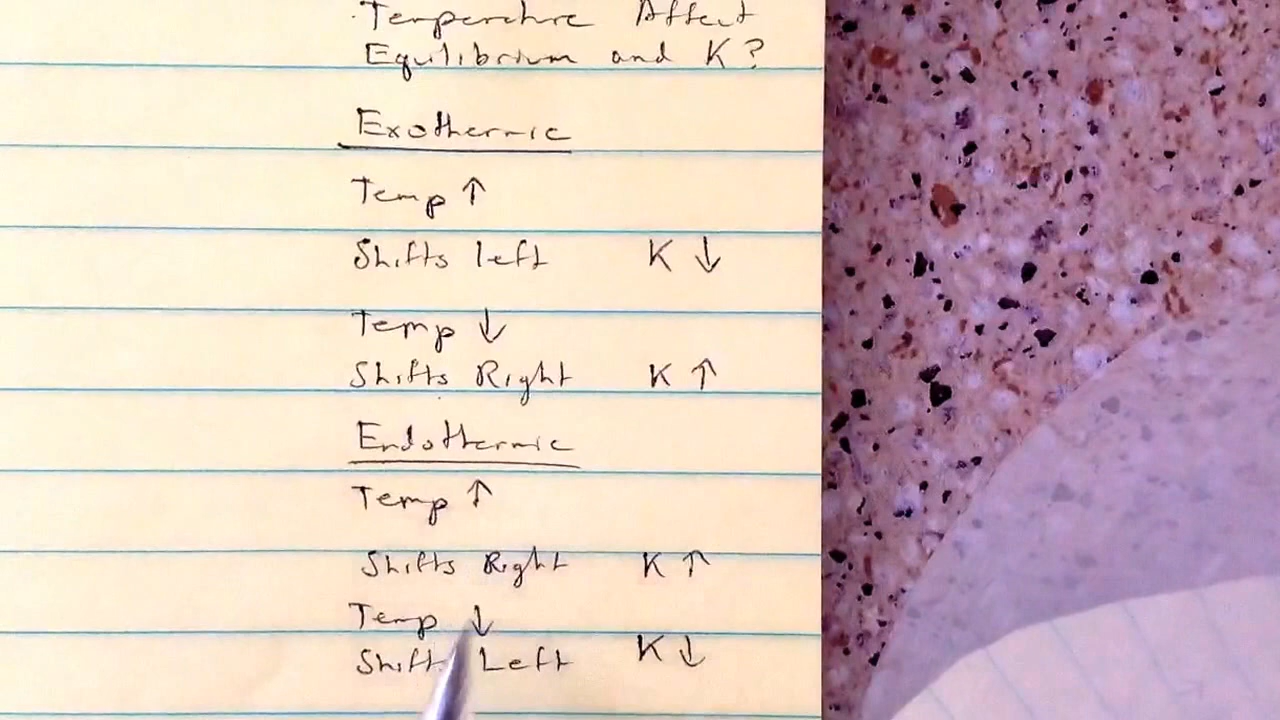 Temperature Affect
Equilibrium and K?
Exothermic
Temp ↑
Shifts left K ↓
Temp ↓
Shifts Right K ↑
Endothermic
Temp ↑
Shifts Right K ↑
Temp ↓
Shifts Left K ↓